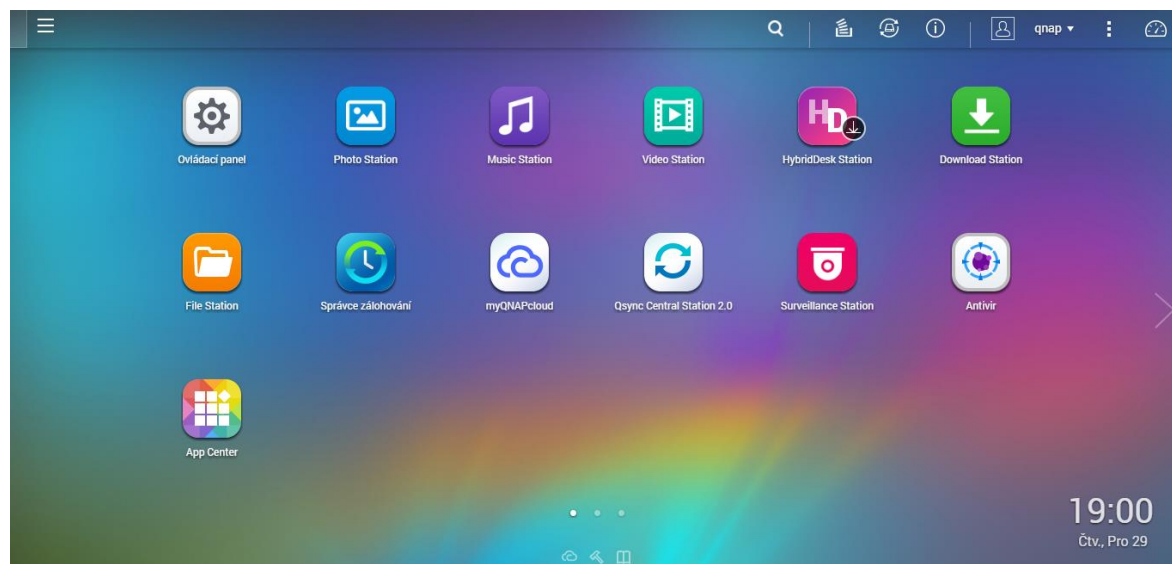 qnap
Ovládací panel
Photo Station
Music Station
Video Station
HD
HybridDesk Station
Download Station
File Station
Správce zálohování
myQNAPcloud
Qsync Central Station 2.0
Surveillance Station
Antivir
App Center
19:00
Čtv., Pro 29